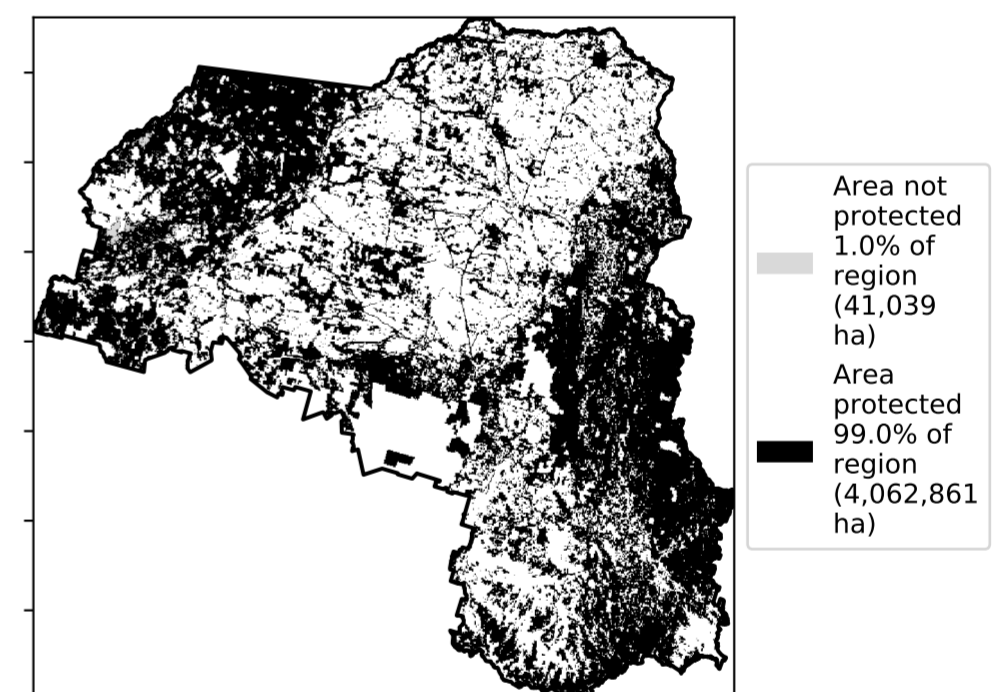 Area not
protected
1.0% of
region
(41,039
ha)
Area
protected
99.0% of
region
(4,062,861
ha)